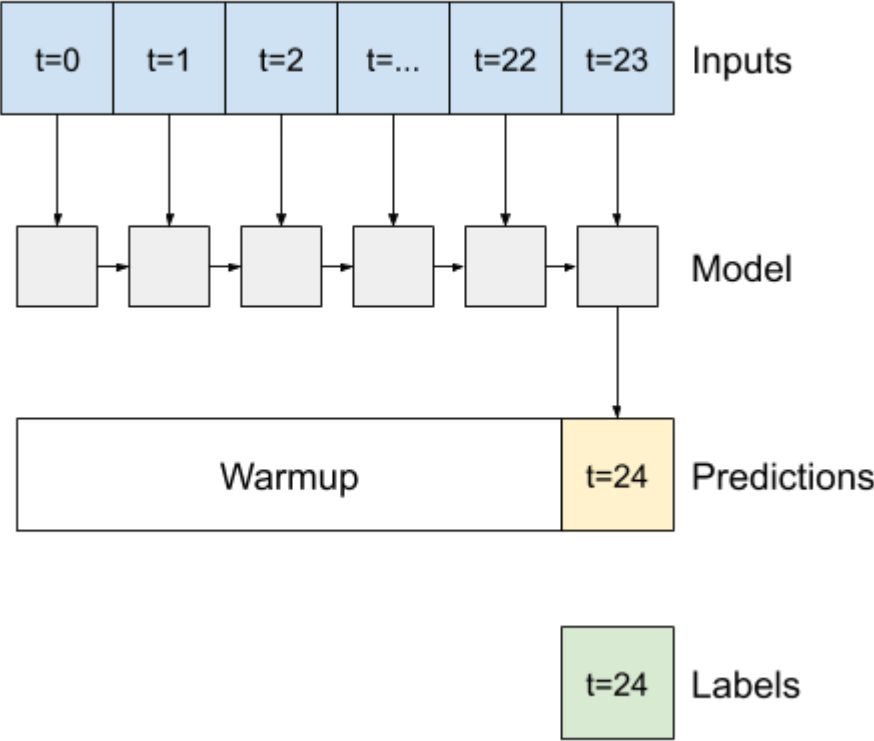 t=0 t=1 t=2 t=... t=22 t=23 Inputs
Model
Warmup t=24 Predictions
t=24 Labels